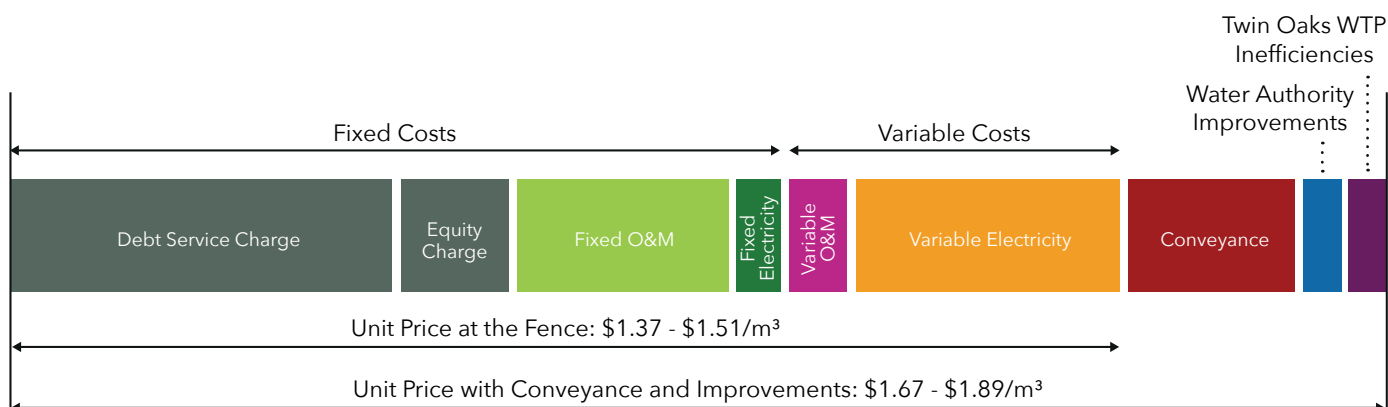 Twin Oaks WTP
Inefficiencies
Water Authority
Improvements
Fixed Costs
Variable Costs
Debt Service Charge
Equity
Charge
Fixed O&M
Fixed
Electricity
Variable
O&M
Variable Electricity
Conveyance
Unit Price at the Fence: $1.37 - $1.51/m³
Unit Price with Conveyance and Improvements: $1.67 - $1.89/m³